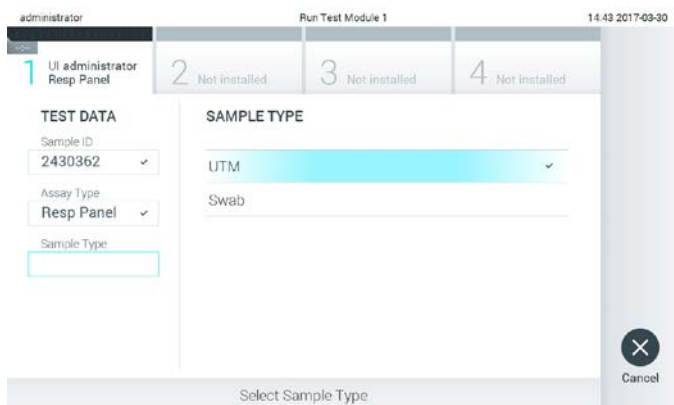 administrator Run Test Module 1 14.43 2017-03-30
1 UI administrator
Resp Panel
2 Not installed
3 Not installed
4 Not installed
TEST DATA
SAMPLE TYPE
Sample ID
2430362
UTM
Assay Type
Resp Panel
Swab
Sample Type
Cancel
Select Sample Type